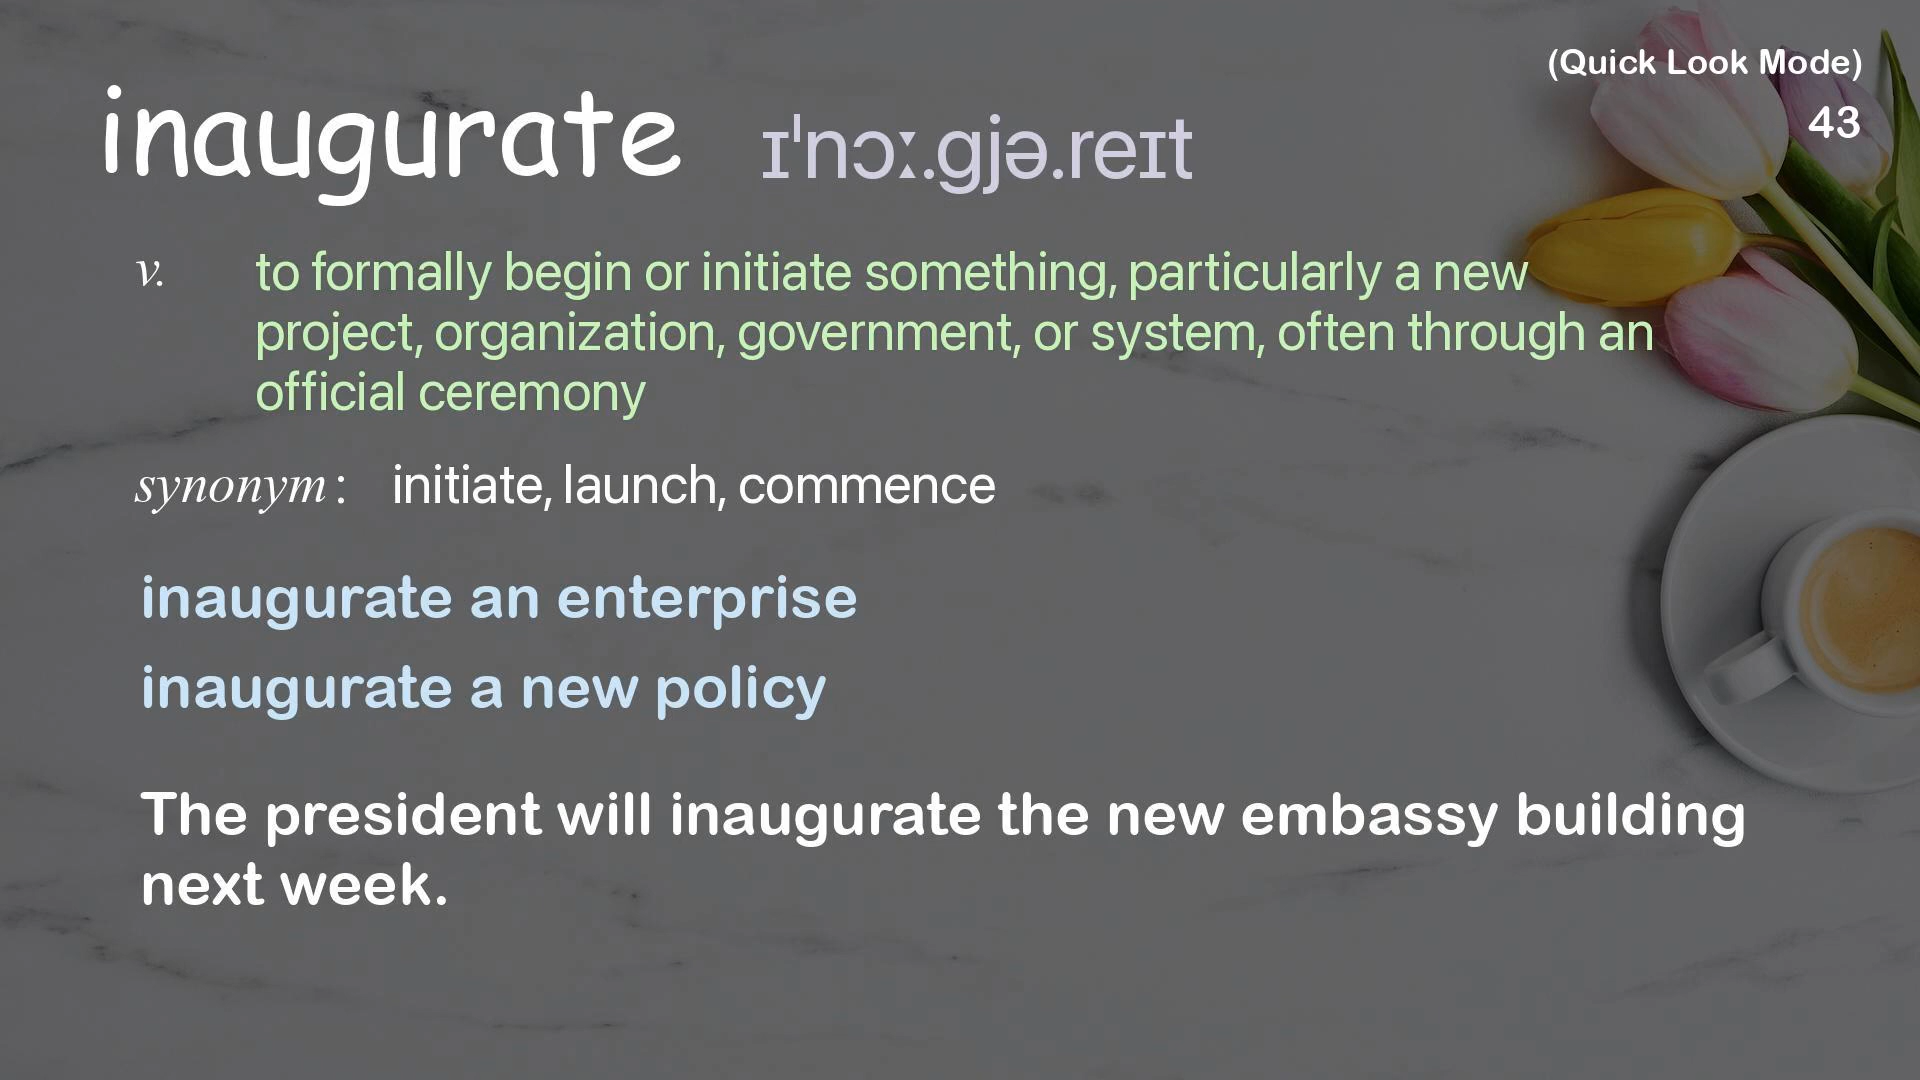 (Quick Look Mode)
43
inaugurate ɪˈnɔː.gjə.reɪt
v. to formally begin or initiate something, particularly a new
project, organization, government, or system, often through an
official ceremony
synonym: initiate, launch, commence
inaugurate an enterprise
inaugurate a new policy
The president will inaugurate the new embassy building
next week.